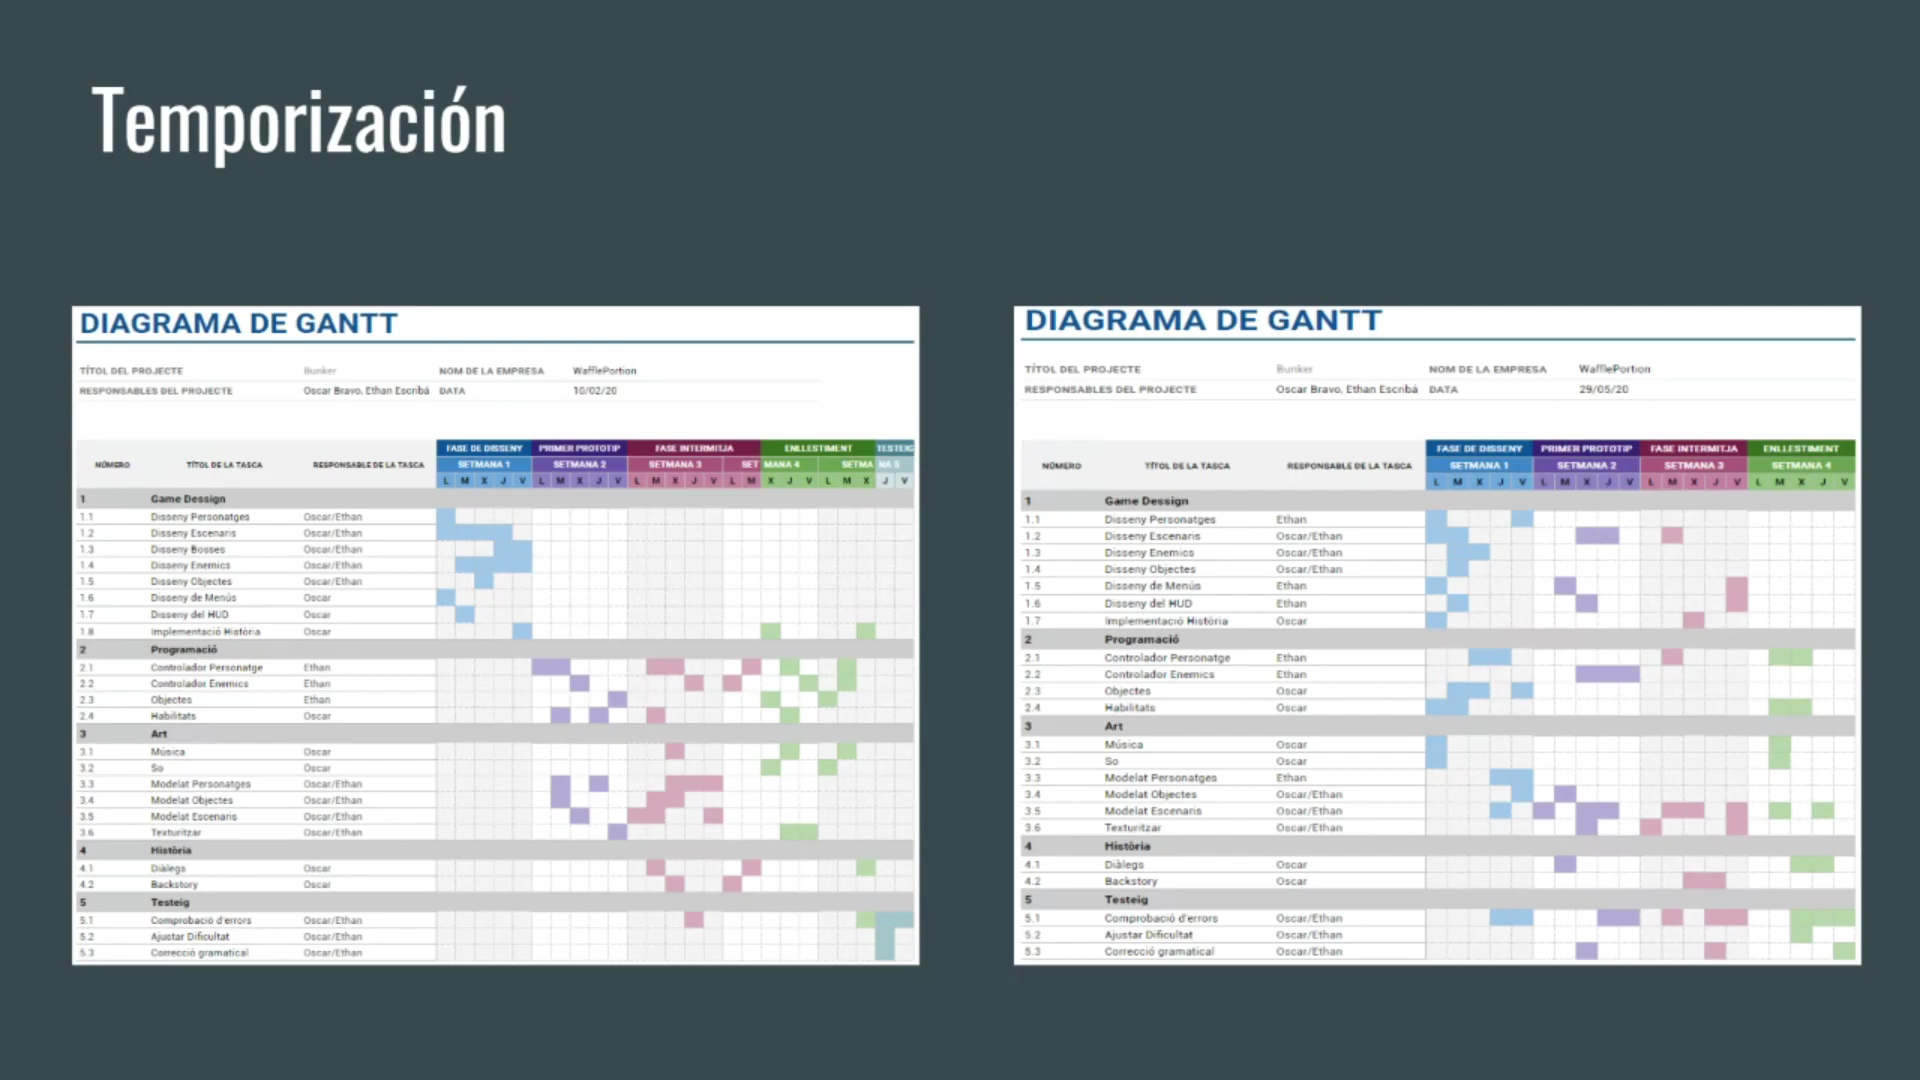 Temporización
DIAGRAMA DE GANTT
TÍTOL DEL PROJECTE Bunker NOM DE LA EMPRESA WafflePortion
RESPONSABLES DEL PROJECTE Oscar Bravo, Ethan Escribá DATA 10/02/20
FASE DE DISSENY PRIMER PROTOTIP FASE INTERMITJA ENLLESTIMENT TESTEIG
NÚMERO TÍTOL DE LA TASCA RESPONSABLE DE LA TASCA SETMANA 1 SETMANA 2 SETMANA 3 SET MANA 4 SETMA NA 5
L M X J V L M X J V L M X J V L M X J V L M X J V
1 Game Dessign
1.1 Disseny Personatges Oscar/Ethan
1.2 Disseny Escenaris Oscar/Ethan
1.3 Disseny Bosses Oscar/Ethan
1.4 Disseny Enemics Oscar/Ethan
1.5 Disseny Objectes Oscar/Ethan
1.6 Disseny de Menús Oscar
1.7 Disseny del HUD Oscar
1.8 Implementació Història Oscar
2 Programació
2.1 Controlador Personatge Ethan
2.2 Controlador Enemics Ethan
2.3 Objectes Ethan
2.4 Habilitats Oscar
3 Art
3.1 Música Oscar
3.2 So Oscar
3.3 Modelat Personatges Oscar/Ethan
3.4 Modelat Objectes Oscar/Ethan
3.5 Modelat Escenaris Oscar/Ethan
3.6 Texturitzar Oscar/Ethan
4 Història
4.1 Diàlegs Oscar
4.2 Backstory Oscar
5 Testeig
5.1 Comprobació d'errors Oscar/Ethan
5.2 Ajustar Dificultat Oscar/Ethan
5.3 Correcció gramatical Oscar/Ethan
DIAGRAMA DE GANTT
TÍTOL DEL PROJECTE Bunker NOM DE LA EMPRESA WafflePortion
RESPONSABLES DEL PROJECTE Oscar Bravo, Ethan Escribá DATA 29/05/20
FASE DE DISSENY PRIMER PROTOTIP FASE INTERMITJA ENLLESTIMENT
NÚMERO TÍTOL DE LA TASCA RESPONSABLE DE LA TASCA SETMANA 1 SETMANA 2 SETMANA 3 SETMANA 4
L M X J V L M X J V L M X J V L M X J V
1 Game Dessign
1.1 Disseny Personatges Ethan
1.2 Disseny Escenaris Oscar/Ethan
1.3 Disseny Enemics Oscar/Ethan
1.4 Disseny Objectes Oscar/Ethan
1.5 Disseny de Menús Ethan
1.6 Disseny del HUD Ethan
1.7 Implementació Història Oscar
2 Programació
2.1 Controlador Personatge Ethan
2.2 Controlador Enemics Ethan
2.3 Objectes Oscar
2.4 Habilitats Oscar
3 Art
3.1 Música Oscar
3.2 So Oscar
3.3 Modelat Personatges Ethan
3.4 Modelat Objectes Oscar/Ethan
3.5 Modelat Escenaris Oscar/Ethan
3.6 Texturitzar Oscar/Ethan
4 Història
4.1 Diàlegs Oscar
4.2 Backstory Oscar
5 Testeig
5.1 Comprobació d'errors Oscar/Ethan
5.2 Ajustar Dificultat Oscar/Ethan
5.3 Correcció gramatical Oscar/Ethan